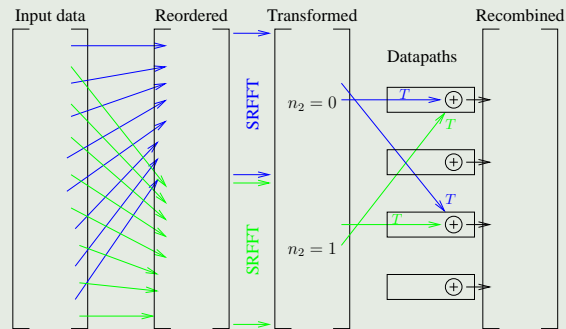 Input data
Reordered
Transformed
Recombined
Datapaths
SRFFT
n₂ = 0
T
T
T
SRFFT
n₂ = 1
T